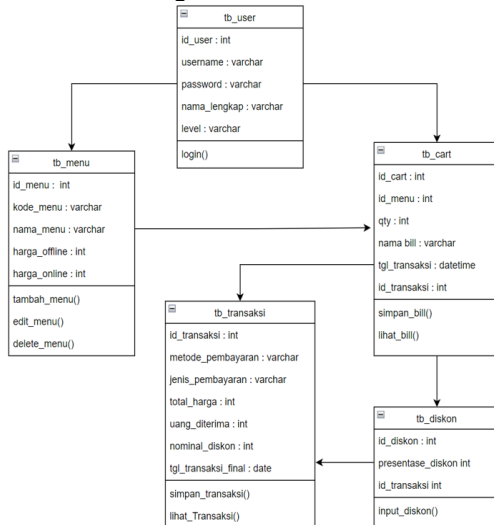 tb_user
id_user : int
username : varchar
password : varchar
nama_lengkap : varchar
level : varchar
login()
tb_menu
id_menu : int
kode_menu : varchar
nama_menu : varchar
harga_offline : int
harga_online : int
tambah_menu()
edit_menu()
delete_menu()
tb_cart
id_cart : int
id_menu : int
qty : int
nama bill : varchar
tgl_transaksi : datetime
id_transaksi : int
simpan_bill()
lihat_bill()
tb_transaksi
id_transaksi : int
metode_pembayaran : varchar
jenis_pembayaran : varchar
total_harga : int
uang_diterima : int
nominal_diskon : int
tgl_transaksi_final : date
simpan_transaksi()
lihat_Transaksi()
tb_diskon
id_diskon : int
presentase_diskon int
id_transaksi int
input_diskon()